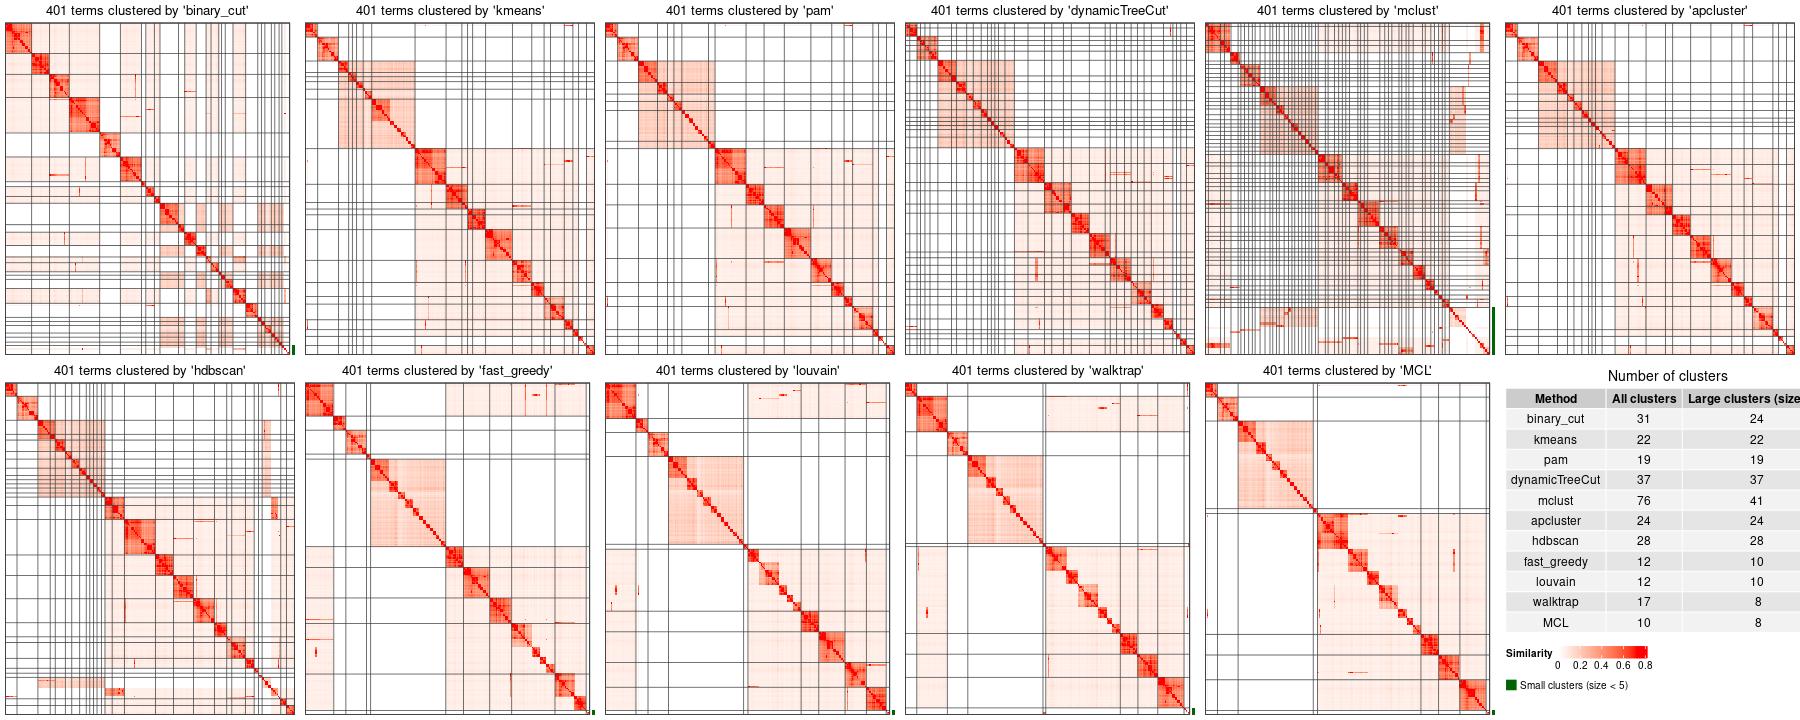 401 terms clustered by 'binary_cut'
401 terms clustered by 'kmeans'
401 terms clustered by 'pam'
401 terms clustered by 'dynamicTreeCut'
401 terms clustered by 'mclust'
401 terms clustered by 'apcluster'
401 terms clustered by 'hdbscan'
401 terms clustered by 'fast_greedy'
401 terms clustered by 'louvain'
401 terms clustered by 'walktrap'
401 terms clustered by 'MCL'
Number of clusters
Method All clusters Large clusters (size
binary_cut 31 24
kmeans 22 22
pam 19 19
dynamicTreeCut 37 37
mclust 76 41
apcluster 24 24
hdbscan 28 28
fast_greedy 12 10
louvain 12 10
walktrap 17 8
MCL 10 8
Similarity
0 0.2 0.4 0.6 0.8
Small clusters (size < 5)